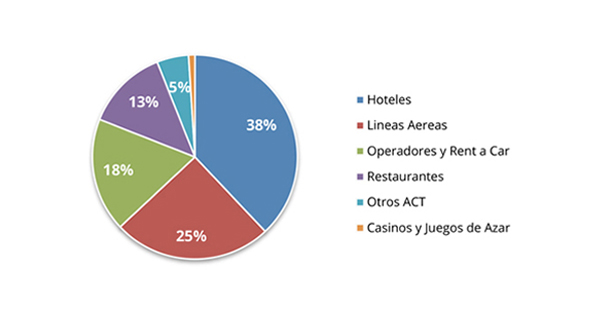 38%
25%
18%
13%
5%
Hoteles
Lineas Aereas
Operadores y Rent a Car
Restaurantes
Otros ACT
Casinos y Juegos de Azar